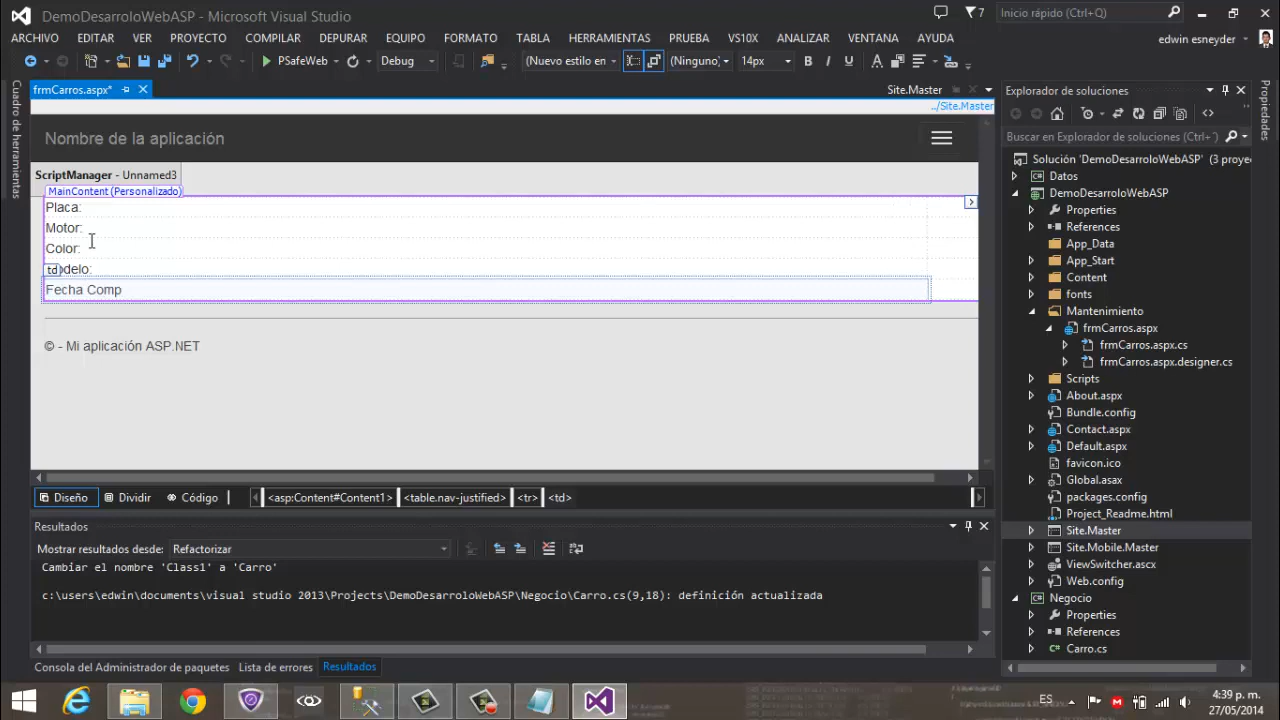 DemoDesarroloWebASP - Microsoft Visual Studio
7
Inicio rápido (Ctrl+Q)
ARCHIVO EDITAR VER PROYECTO COMPILAR DEPURAR EQUIPO FORMATO TABLA HERRAMIENTAS PRUEBA VS10X ANALIZAR VENTANA AYUDA
edwin esneyder
PSafeWeb Debug (Nuevo estilo en (Ninguno) 14px B I U A
Cuadro de herramientas
frmCarros.aspx*
Site.Master
../Site.Master
Nombre de la aplicación
ScriptManager - Unnamed3
MainContent (Personalizado)
Placa:
Motor:
Color:
td delo:
Fecha Comp
© - Mi aplicación ASP.NET
Diseño Dividir Código <asp:Content#Content1> <table.nav-justified> <tr> <td>
Resultados
Mostrar resultados desde: Refactorizar
Cambiar el nombre 'Class1' a 'Carro'
c:\users\edwin\documents\visual studio 2013\Projects\DemoDesarroloWebASP\Negocio\Carro.cs(9,18): definición actualizada
Consola del Administrador de paquetes Lista de errores Resultados
Explorador de soluciones
Buscar en Explorador de soluciones (Ctrl+
Solución 'DemoDesarroloWebASP' (3 proye
Datos
DemoDesarroloWebASP
Properties
References
App_Data
App_Start
Content
fonts
Mantenimiento
frmCarros.aspx
frmCarros.aspx.cs
frmCarros.aspx.designer.cs
Scripts
About.aspx
Bundle.config
Contact.aspx
Default.aspx
favicon.ico
Global.asax
packages.config
Project_Readme.html
Site.Master
Site.Mobile.Master
ViewSwitcher.ascx
Web.config
Negocio
Properties
References
Carro.cs
Propiedades
ES
4:39 p. m.
27/05/2014